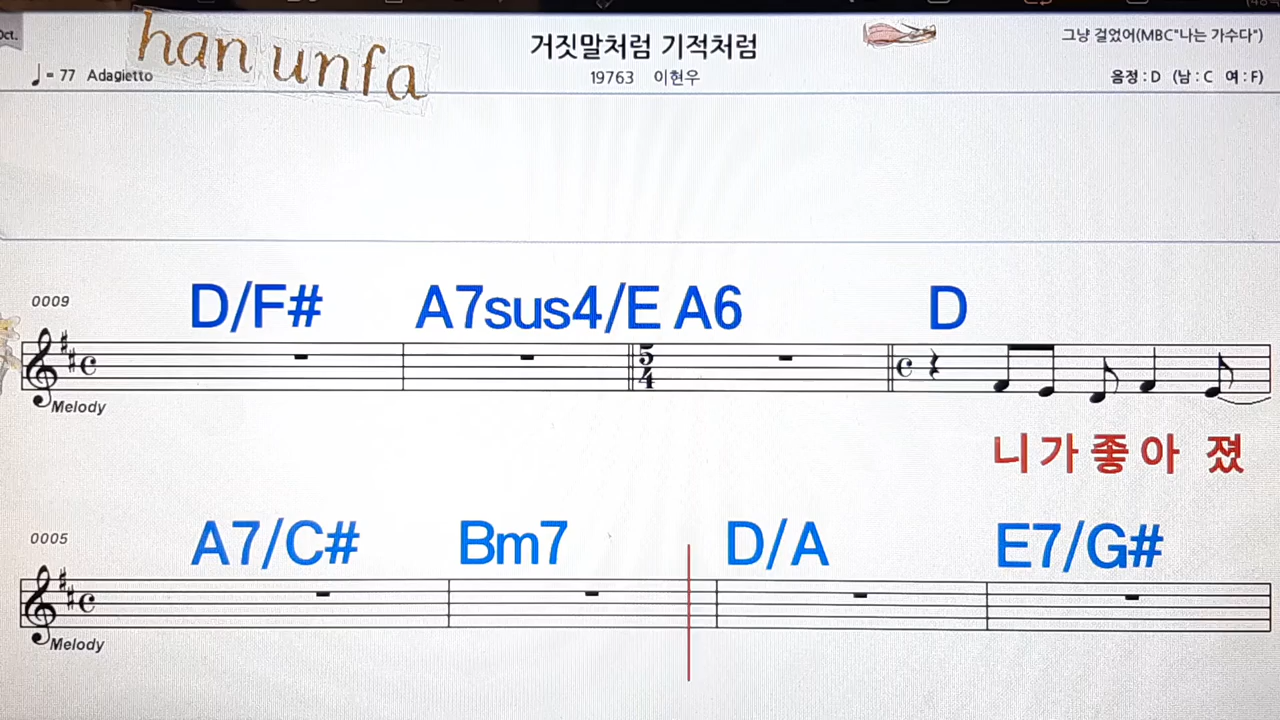 Oct.
han unfa
거짓말처럼 기적처럼
그냥 걸었어(MBC"나는 가수다")
♩= 77 Adagietto
19763 이현우
음정 : D (남 : C 여 : F)
D/F# A7sus4/E A6 D
0009
5
4
Melody
니 가 좋 아 졌
A7/C# Bm7 D/A E7/G#
0005
Melody